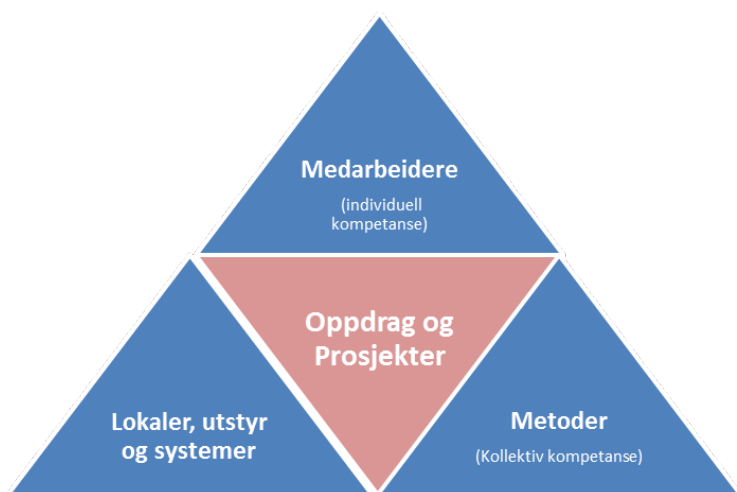 Medarbeidere
(individuell
kompetanse)
Oppdrag og
Prosjekter
Lokaler, utstyr
og systemer
Metoder
(Kollektiv kompetanse)